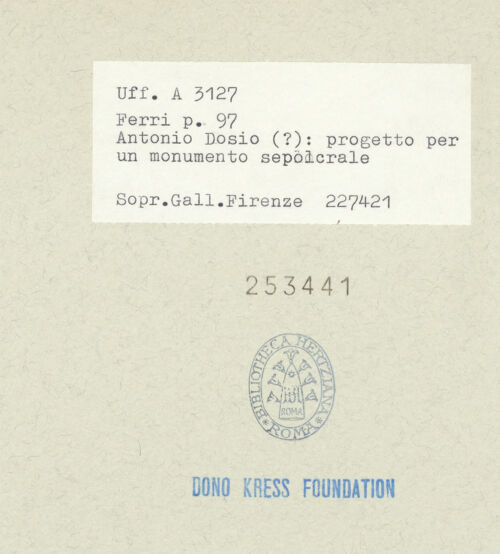 Uff. A 3127
Ferri p. 97
Antonio Dosio (?): progetto per
un monumento sepolcrale
Sopr.Gall.Firenze 227421
253441
BIBLIOTHECA HERTZIANA
ROMA
ROMA
DONO KRESS FOUNDATION